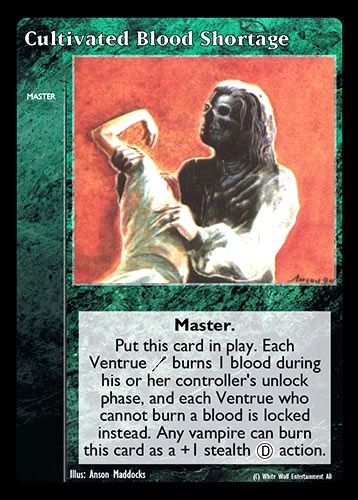 Cultivated Blood Shortage
MASTER
Anson 94
Master.
Put this card in play. Each
Ventrue burns 1 blood during
his or her controller's unlock
phase, and each Ventrue who
cannot burn a blood is locked
instead. Any vampire can burn
this card as a +1 stealth Ⓓ action.
Illus: Anson Maddocks
(C) White Wolf Entertainment AB